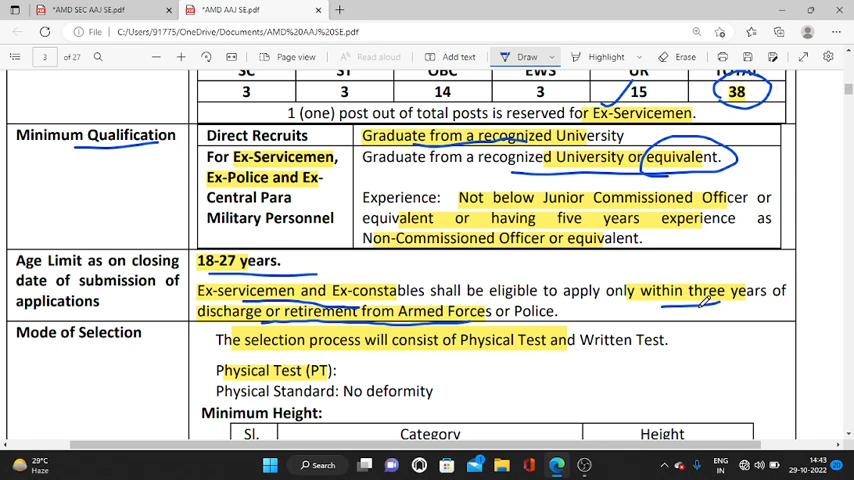 *AMD SEC AAJ SE.pdf
*AMD AAJ SE.pdf
File
C:/Users/91775/OneDrive/Documents/AMD%20AAJ%20SE.pdf
3 of 27
Page view
Read aloud
Add text
Draw
Highlight
Erase
SC ST OBC EWS UR TOTAL
3 3 14 3 15 38
1 (one) post out of total posts is reserved for Ex-Servicemen.
Minimum Qualification
Direct Recruits
Graduate from a recognized University
For Ex-Servicemen,
Ex-Police and Ex-
Central Para
Military Personnel
Graduate from a recognized University or equivalent.
Experience: Not below Junior Commissioned Officer or
equivalent or having five years experience as
Non-Commissioned Officer or equivalent.
Age Limit as on closing
date of submission of
applications
18-27 years.
Ex-servicemen and Ex-constables shall be eligible to apply only within three years of
discharge or retirement from Armed Forces or Police.
Mode of Selection
The selection process will consist of Physical Test and Written Test.
Physical Test (PT):
Physical Standard: No deformity
Minimum Height:
Sl. Category Height
29°C
Haze
Search
ENG
IN
14:43
29-10-2022